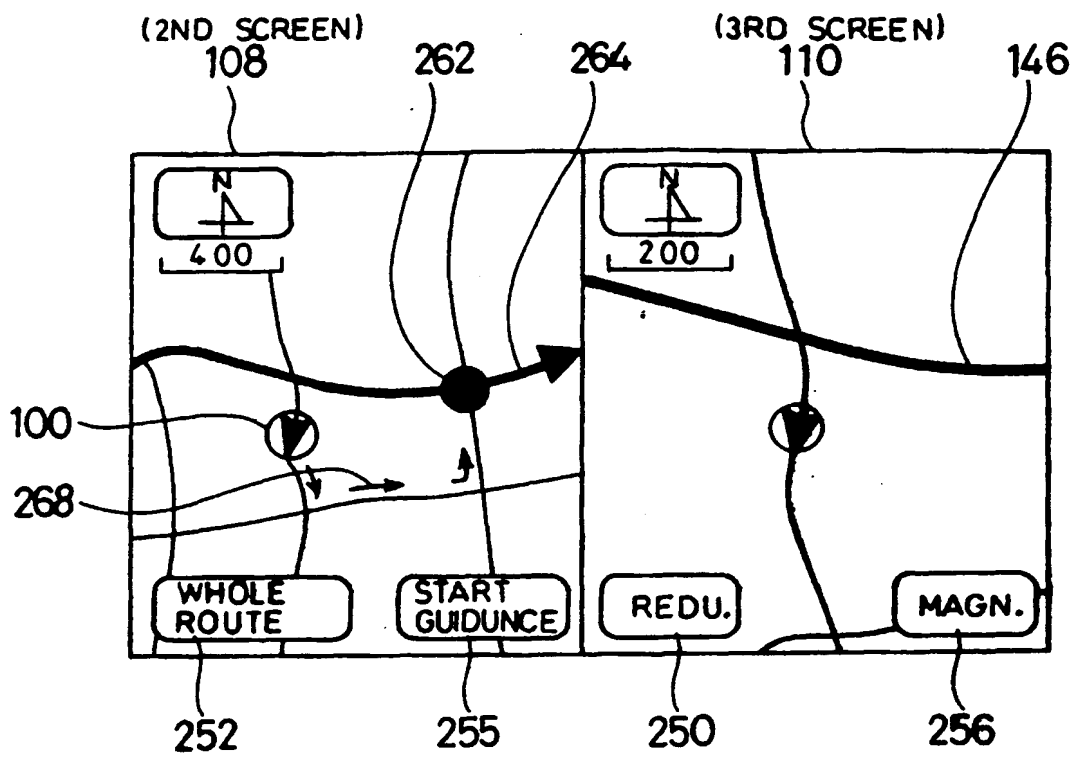 (2ND SCREEN) (3RD SCREEN)
108 262 264 110 146
N N
400 200
100
268
WHOLE START
ROUTE GUIDUNCE REDU. MAGN.
252 255 250 256